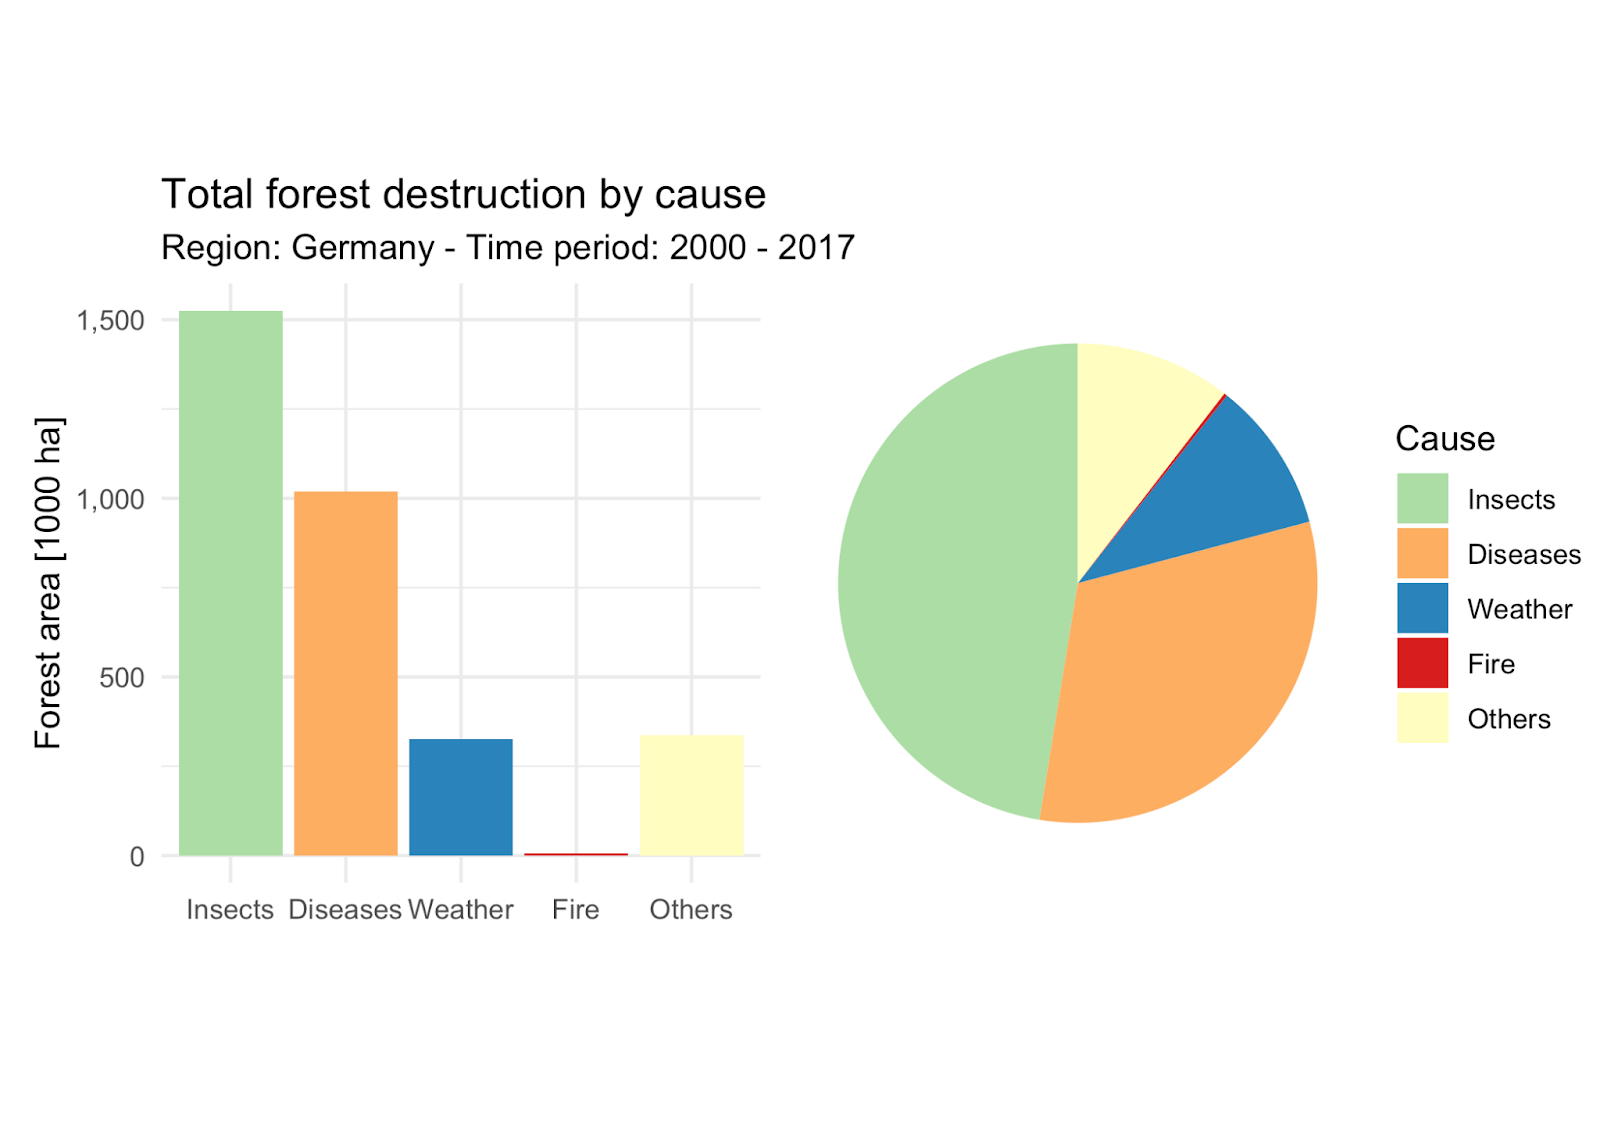 Total forest destruction by cause
Region: Germany - Time period: 2000 - 2017
Forest area [1000 ha]
1,500
1,000
500
0
Insects
Diseases
Weather
Fire
Others
Cause
Insects
Diseases
Weather
Fire
Others